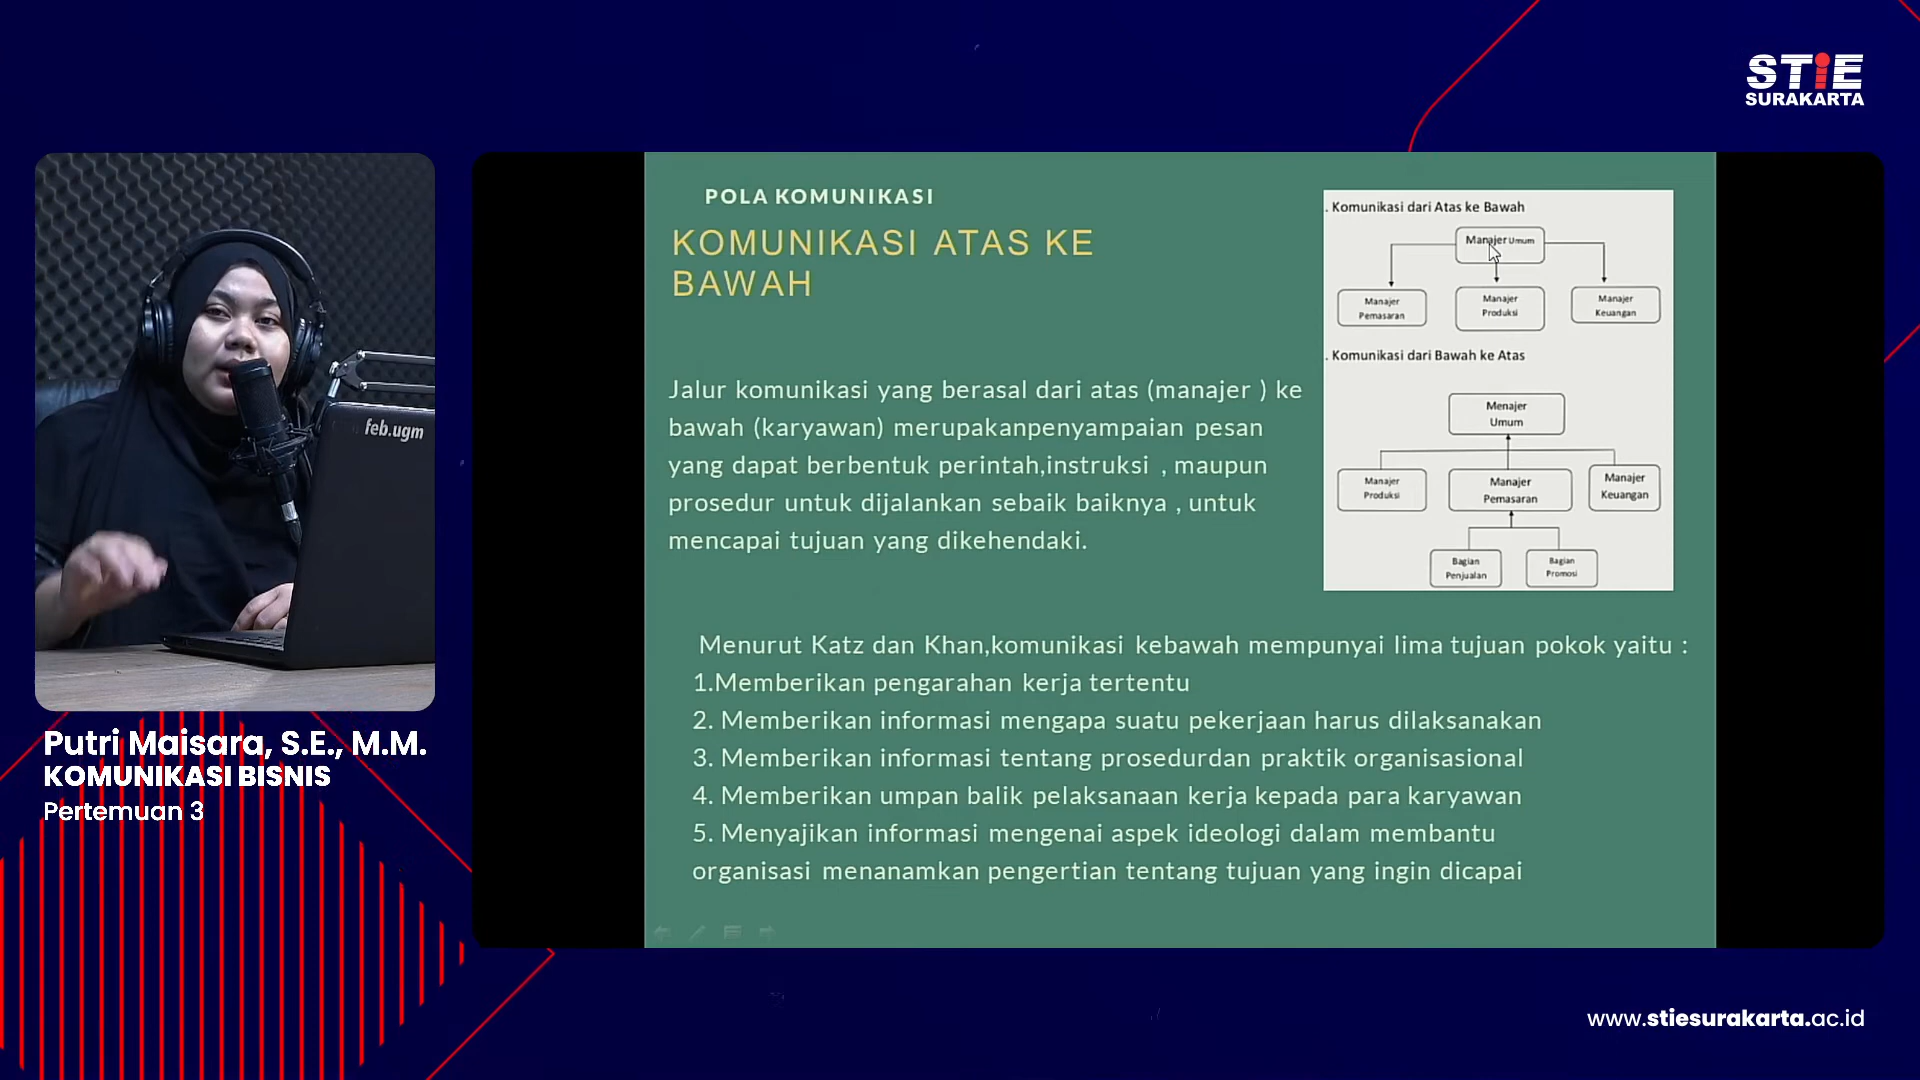 STiE
SURAKARTA
POLA KOMUNIKASI
KOMUNIKASI ATAS KE
BAWAH
Jalur komunikasi yang berasal dari atas (manajer ) ke
bawah (karyawan) merupakanpenyampaian pesan
yang dapat berbentuk perintah,instruksi , maupun
prosedur untuk dijalankan sebaik baiknya , untuk
mencapai tujuan yang dikehendaki.
. Komunikasi dari Atas ke Bawah
Manajer Umum
Manajer
Pemasaran
Manajer
Produksi
Manajer
Keuangan
. Komunikasi dari Bawah ke Atas
Menajer
Umum
Manajer
Produksi
Manajer
Pemasaran
Manajer
Keuangan
Bagian
Penjualan
Bagian
Promosi
Menurut Katz dan Khan,komunikasi kebawah mempunyai lima tujuan pokok yaitu :
1.Memberikan pengarahan kerja tertentu
2. Memberikan informasi mengapa suatu pekerjaan harus dilaksanakan
3. Memberikan informasi tentang prosedurdan praktik organisasional
4. Memberikan umpan balik pelaksanaan kerja kepada para karyawan
5. Menyajikan informasi mengenai aspek ideologi dalam membantu
organisasi menanamkan pengertian tentang tujuan yang ingin dicapai
feb.ugm
Putri Maisara, S.E., M.M.
KOMUNIKASI BISNIS
Pertemuan 3
www.stiesurakarta.ac.id